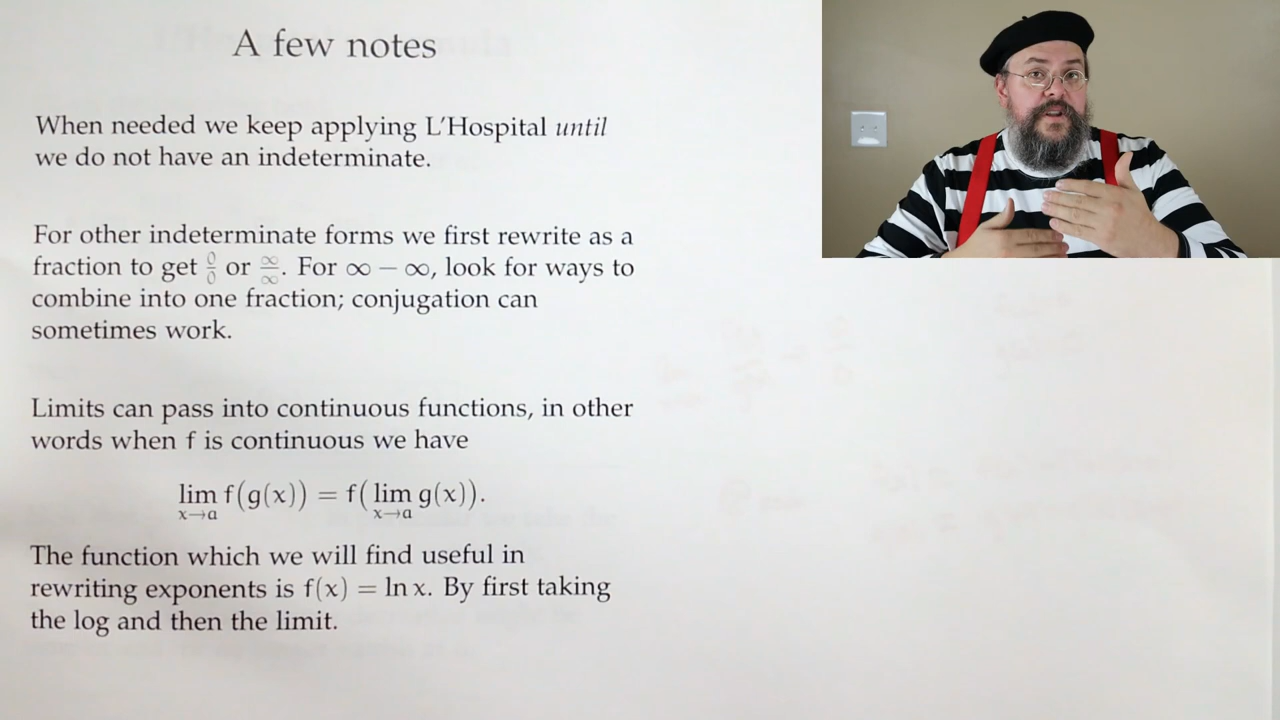 A few notes
When needed we keep applying L'Hospital until
we do not have an indeterminate.
For other indeterminate forms we first rewrite as a
fraction to get 0/0 or ∞/∞. For ∞ − ∞, look for ways to
combine into one fraction; conjugation can
sometimes work.
Limits can pass into continuous functions, in other
words when f is continuous we have
lim x→a f(g(x)) = f( lim x→a g(x)).
The function which we will find useful in
rewriting exponents is f(x) = ln x. By first taking
the log and then the limit.